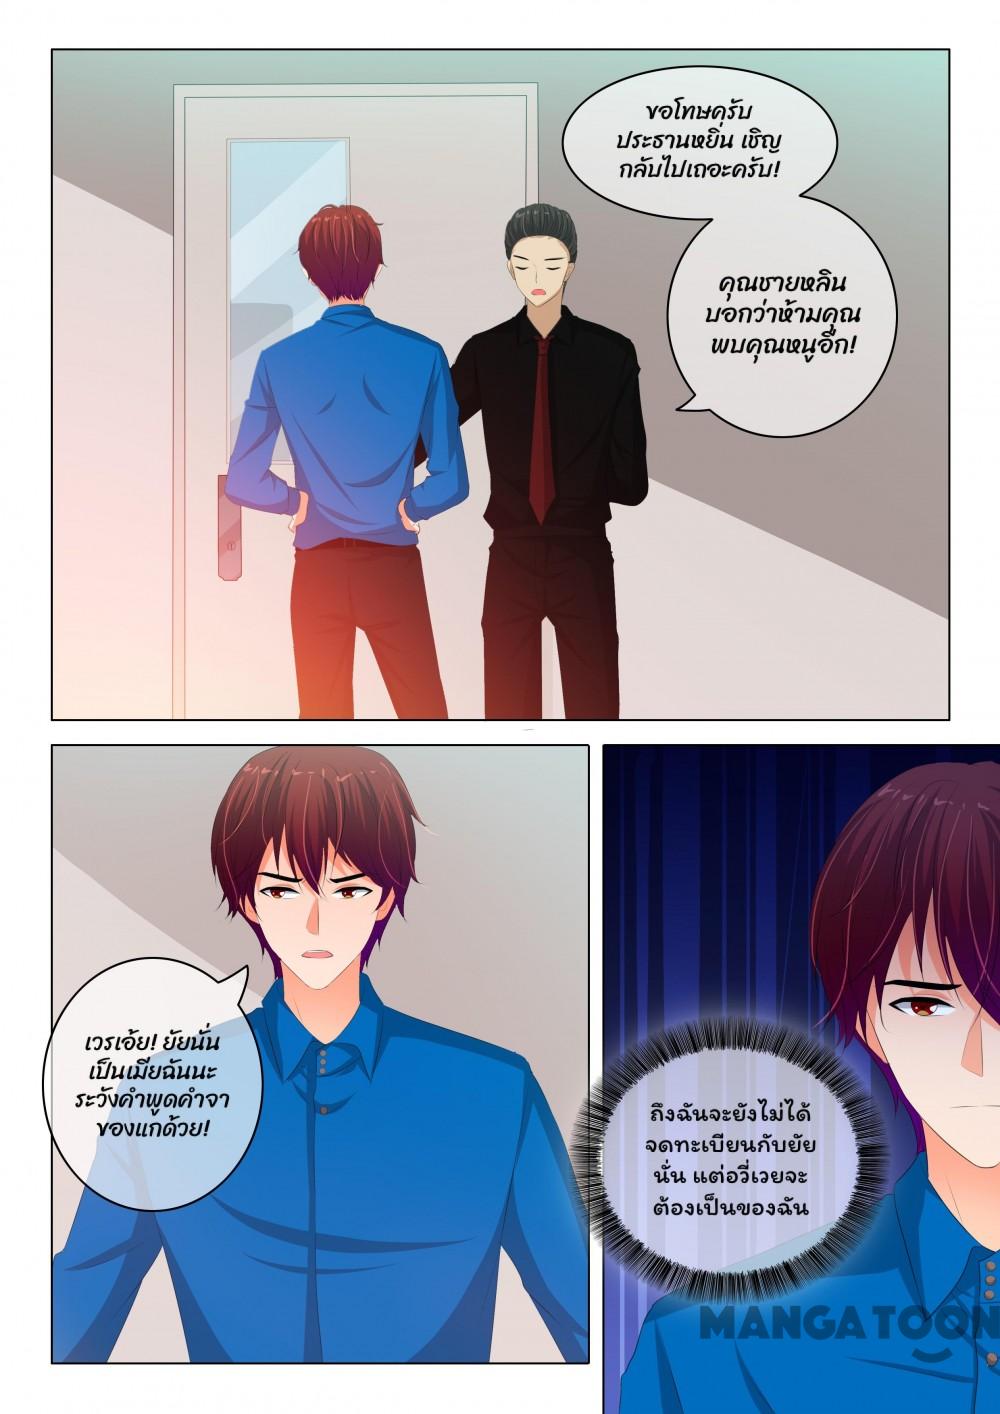 ขอโทษครับ
ประธานหยิ่น เชิญ
กลับไปเถอะครับ!
คุณชายหลิน
บอกว่าห้ามคุณ
พบคุณหนูอีก!
เวรเอ้ย! ยัยนั่น
เป็นเมียฉันนะ
ระวังคำพูดคำจา
ของแกด้วย!
ถึงฉันจะยังไม่ได้
จดทะเบียนกับยัย
นั่น แต่อวี่เวยจะ
ต้องเป็นของฉัน
MANGATOON